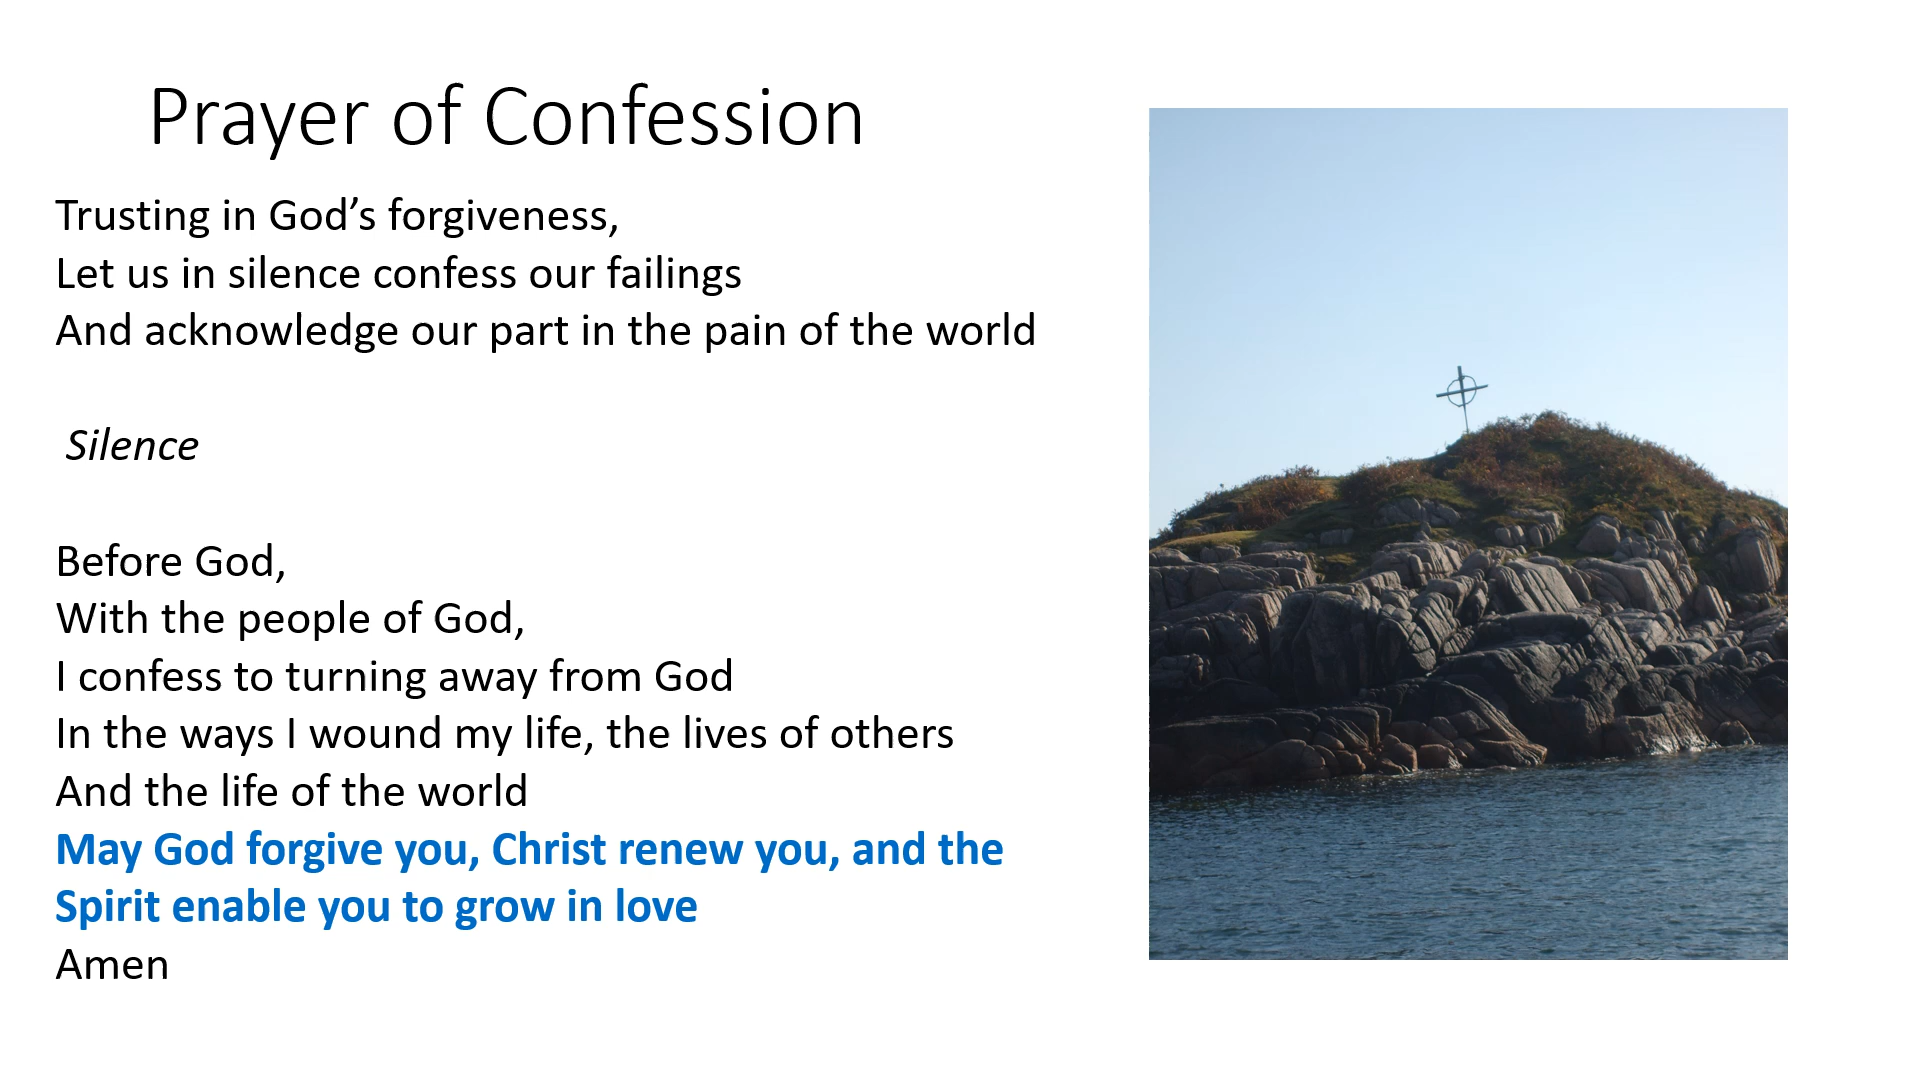 Prayer of Confession
Trusting in God’s forgiveness,
Let us in silence confess our failings
And acknowledge our part in the pain of the world
Silence
Before God,
With the people of God,
I confess to turning away from God
In the ways I wound my life, the lives of others
And the life of the world
May God forgive you, Christ renew you, and the
Spirit enable you to grow in love
Amen